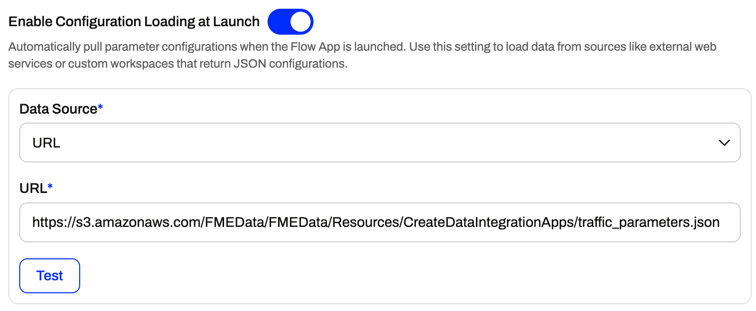 Enable Configuration Loading at Launch
Automatically pull parameter configurations when the Flow App is launched. Use this setting to load data from sources like external web
services or custom workspaces that return JSON configurations.
Data Source*
URL
URL*
https://s3.amazonaws.com/FMEData/FMEData/Resources/CreateDataIntegrationApps/traffic_parameters.json
Test